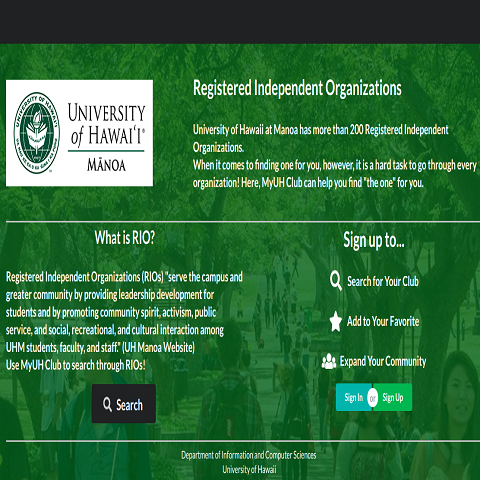 UNIVERSITY OF HAWAI'I
UNIVERSITY
of HAWAIʻI®
MĀNOA
Registered Independent Organizations
University of Hawaii at Manoa has more than 200 Registered Independent
Organizations.
When it comes to finding one for you, however, it is a hard task to go through every
organization! Here, MyUH Club can help you find "the one" for you.
What is RIO?
Registered Independent Organizations (RIOs) "serve the campus and
greater community by providing leadership development for
students and by promoting community spirit, activism, public
service, and social, recreational, and cultural interaction among
UHM students, faculty, and staff." (UH Manoa Website)
Use MyUH Club to search through RIOs!
Search
Sign up to...
Search for Your Club
Add to Your Favorite
Expand Your Community
Sign In or Sign Up
Department of Information and Computer Sciences
University of Hawaii